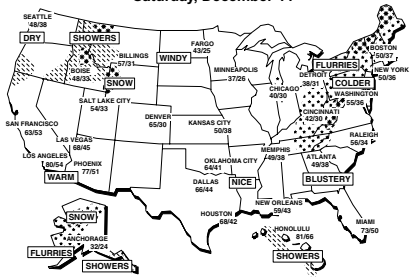 SEATTLE
48/38
DRY
SHOWERS
BILLINGS
57/31
WINDY
FARGO
43/25
MINNEAPOLIS
37/26
BOISE
48/33
SNOW
SALT LAKE CITY
54/33
SAN FRANCISCO
63/53
LAS VEGAS
68/45
LOS ANGELES
80/54
WARM
PHOENIX
77/51
DENVER
65/30
KANSAS CITY
50/38
OKLAHOMA CITY
64/41
DALLAS
66/44
NICE
HOUSTON
68/42
CHICAGO
40/30
DETROIT
38/31
FLURRIES
BOSTON
50/37
NEW YORK
50/36
COLDER
WASHINGTON
55/36
CINCINNATI
42/30
RALEIGH
56/34
MEMPHIS
49/38
ATLANTA
49/38
BLUSTERY
NEW ORLEANS
59/43
MIAMI
73/50
SNOW
ANCHORAGE
32/24
FLURRIES
SHOWERS
HONOLULU
81/66
SHOWERS